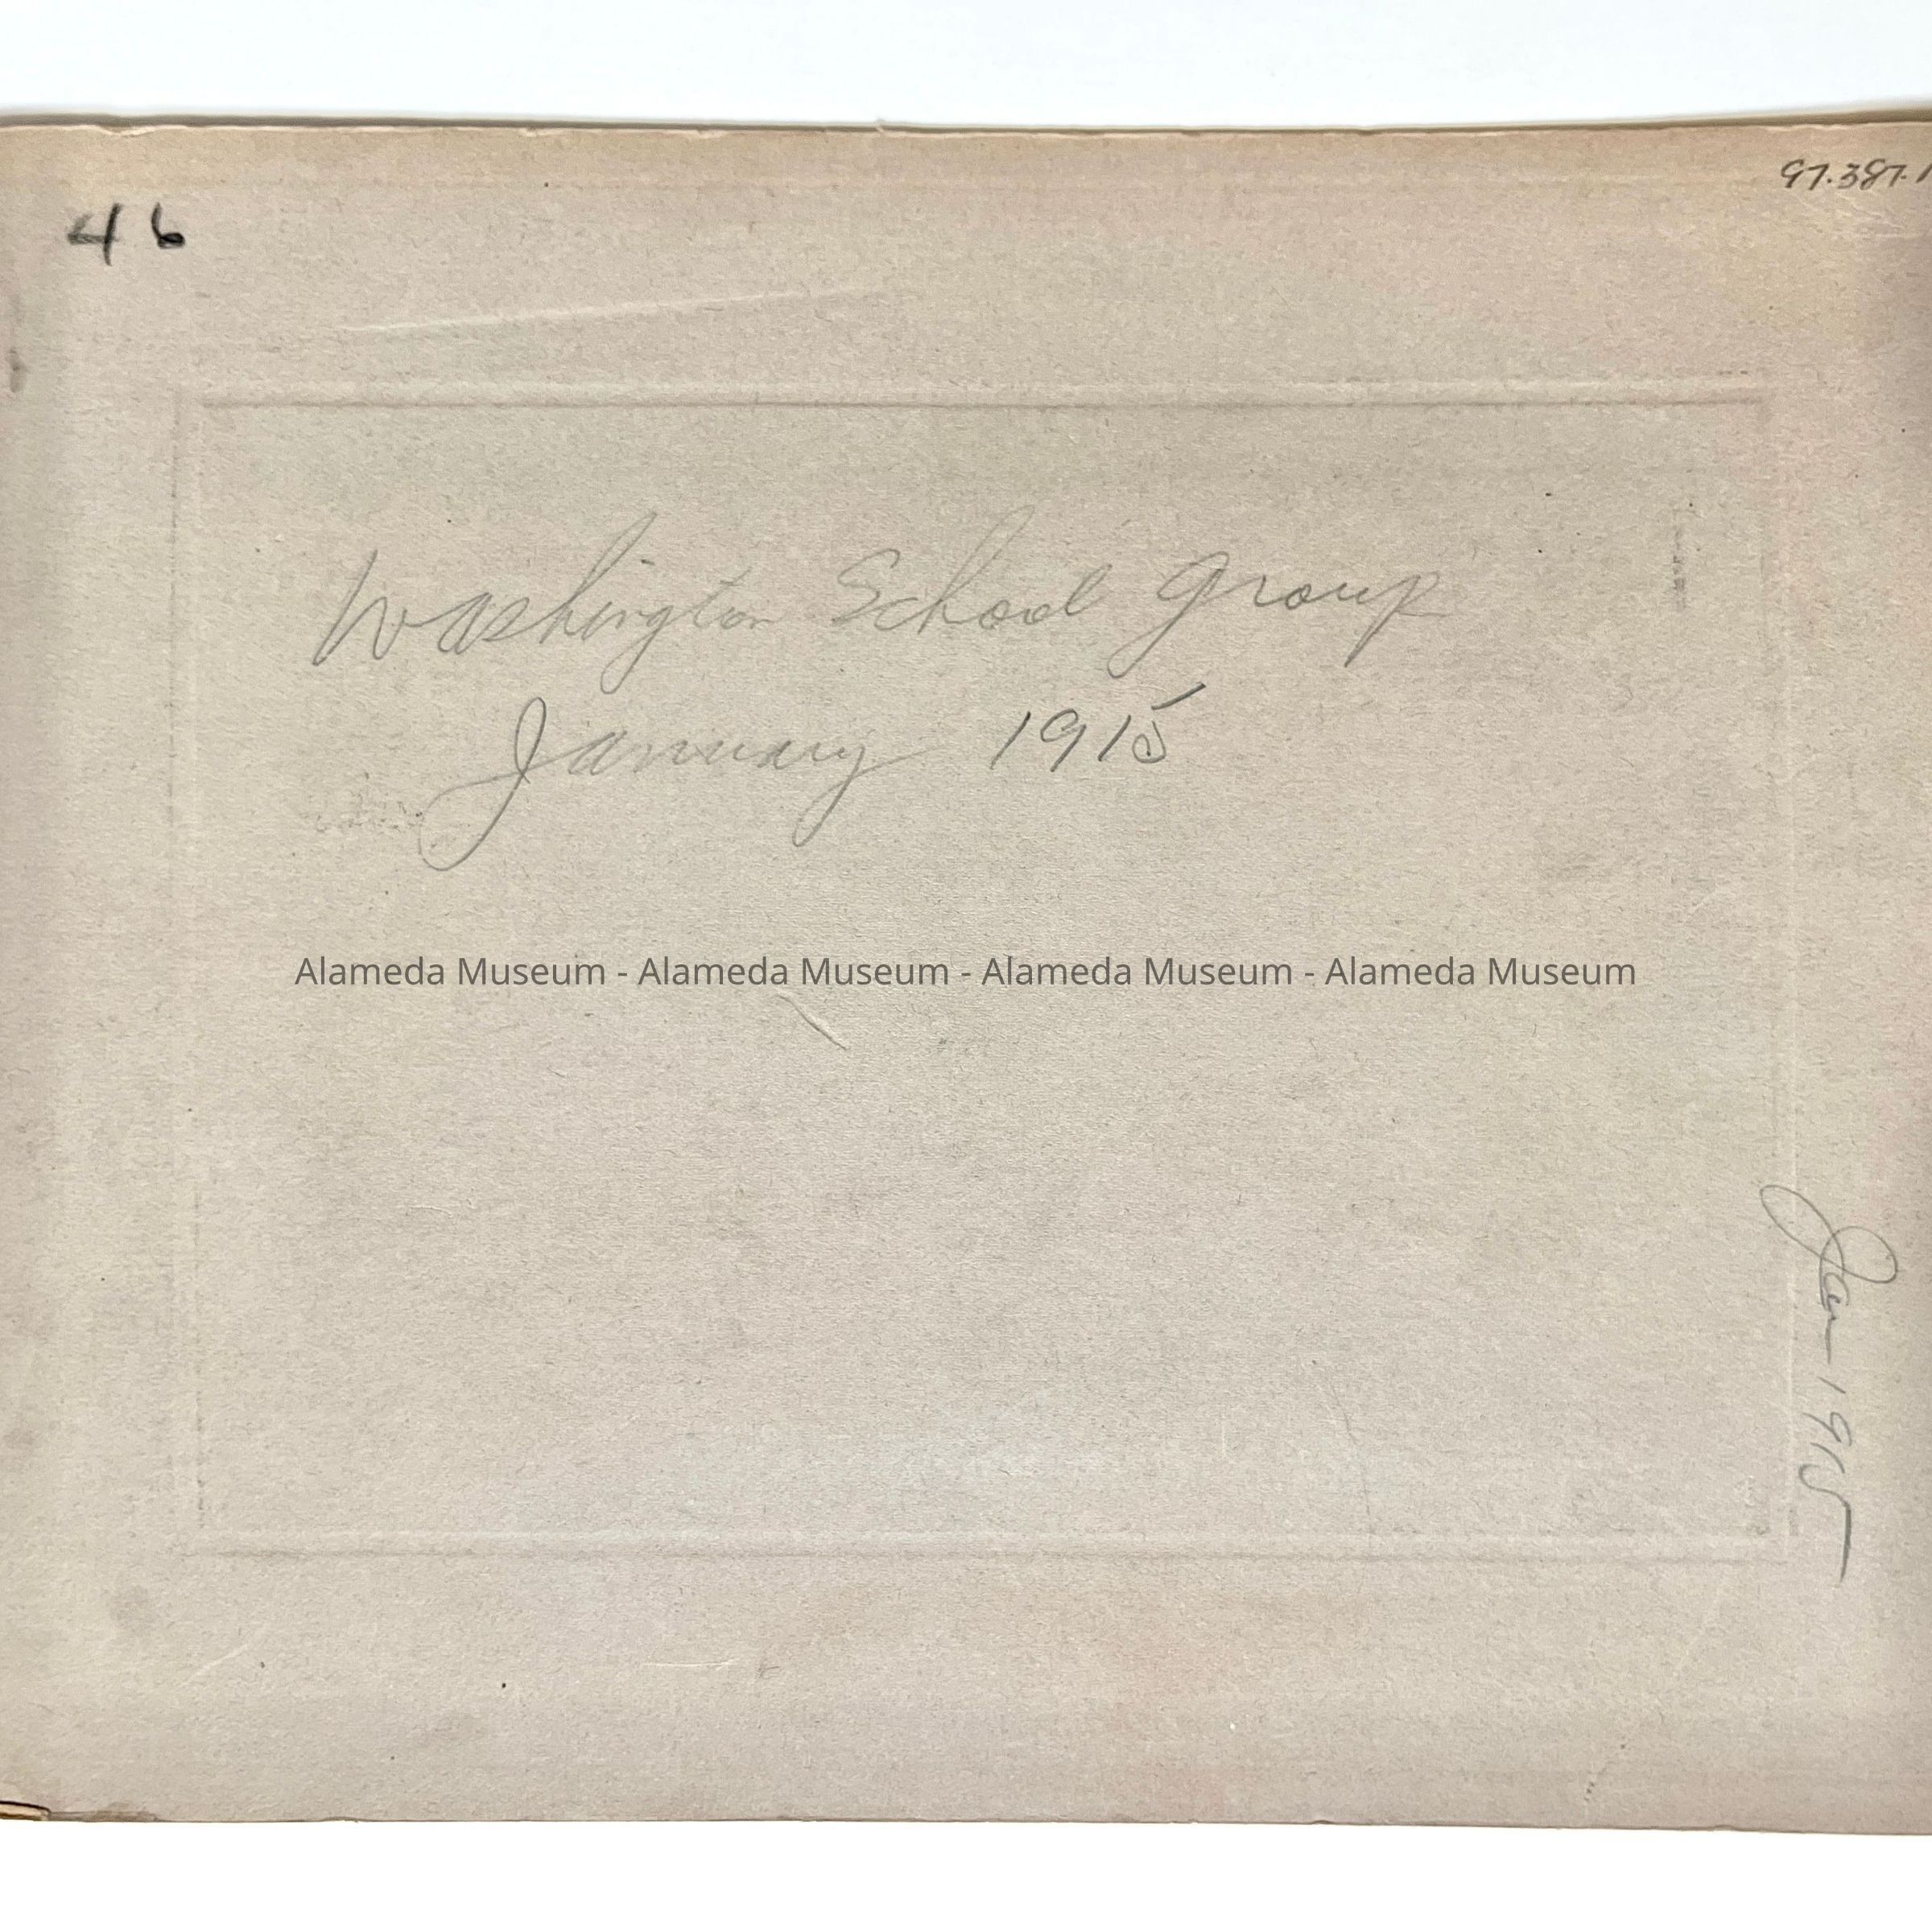 46
97.387.1
Washington School Group
January 1915
Alameda Museum - Alameda Museum - Alameda Museum - Alameda Museum
Jan 1915